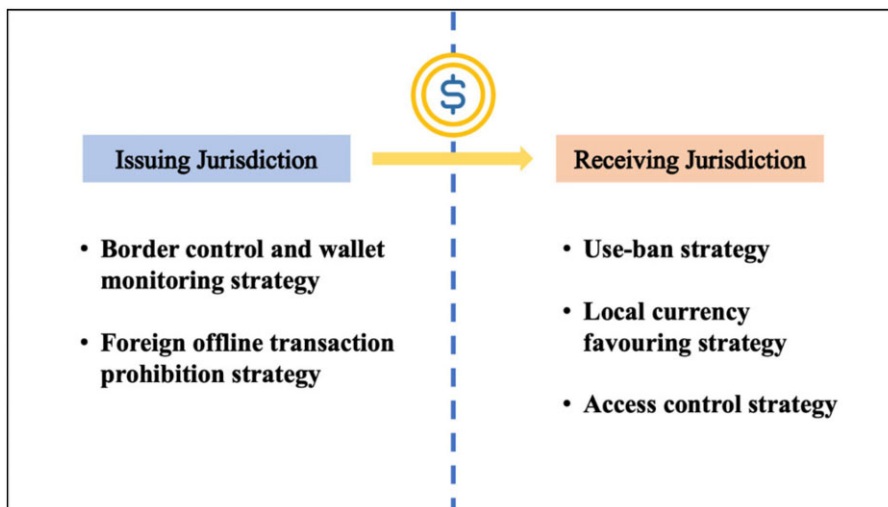 $
Issuing Jurisdiction
Receiving Jurisdiction
• Border control and wallet
monitoring strategy
• Foreign offline transaction
prohibition strategy
• Use-ban strategy
• Local currency
favouring strategy
• Access control strategy